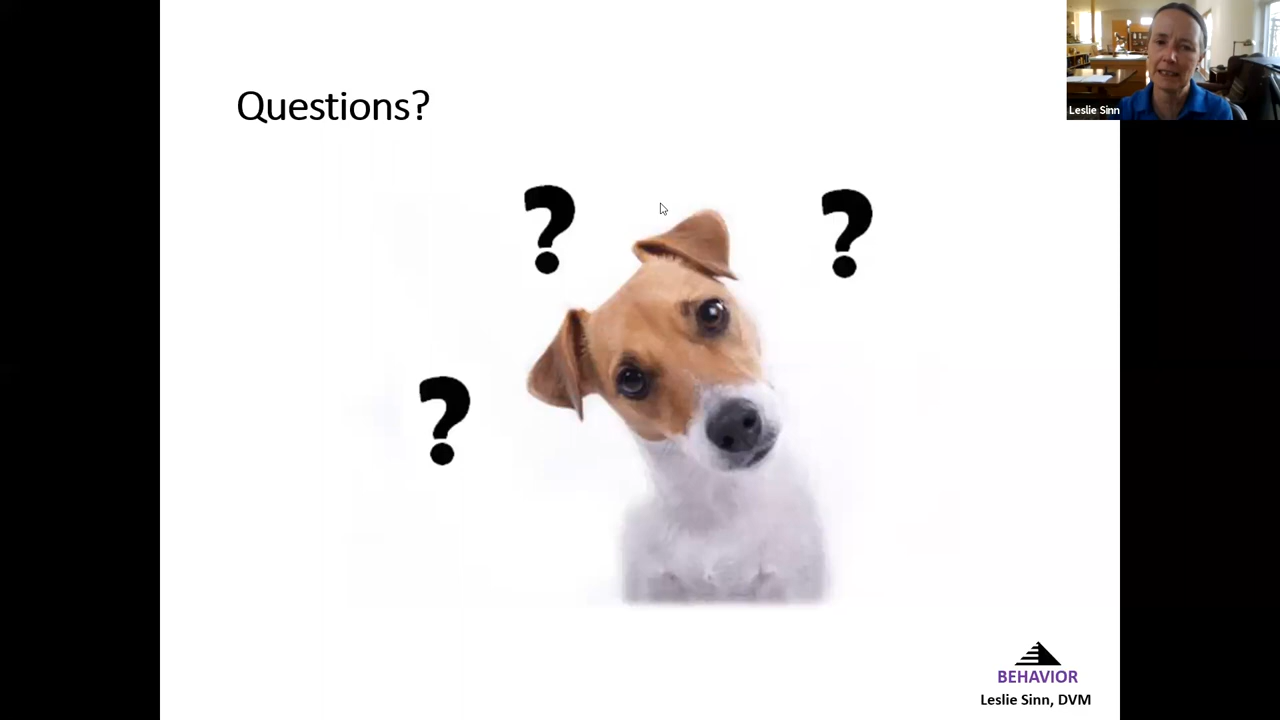 Questions?
Leslie Sinn
?
?
?
BEHAVIOR
Leslie Sinn, DVM